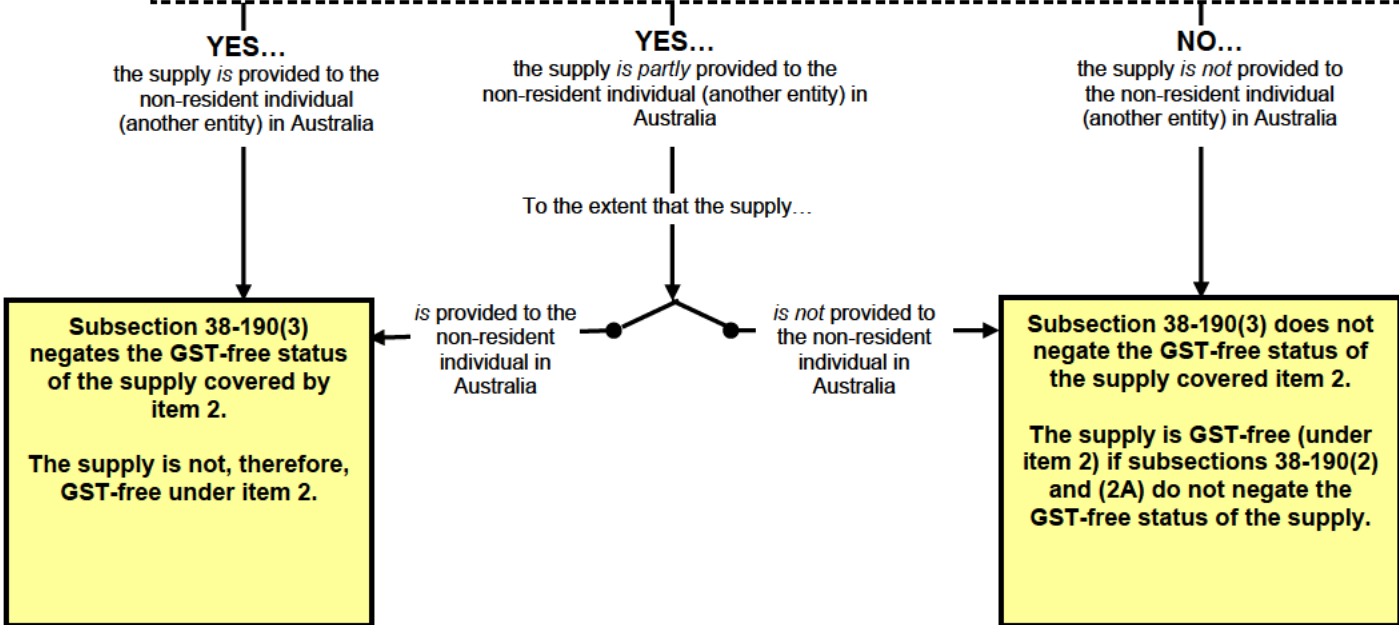 YES...
the supply is provided to the
non-resident individual
(another entity) in Australia
YES...
the supply is partly provided to the
non-resident individual (another entity) in
Australia
NO...
the supply is not provided to
the non-resident individual
(another entity) in Australia
To the extent that the supply...
is provided to the
non-resident
individual in
Australia
is not provided to
the non-resident
individual in
Australia
Subsection 38-190(3)
negates the GST-free status
of the supply covered by
item 2.
The supply is not, therefore,
GST-free under item 2.
Subsection 38-190(3) does not
negate the GST-free status of
the supply covered item 2.
The supply is GST-free (under
item 2) if subsections 38-190(2)
and (2A) do not negate the
GST-free status of the supply.